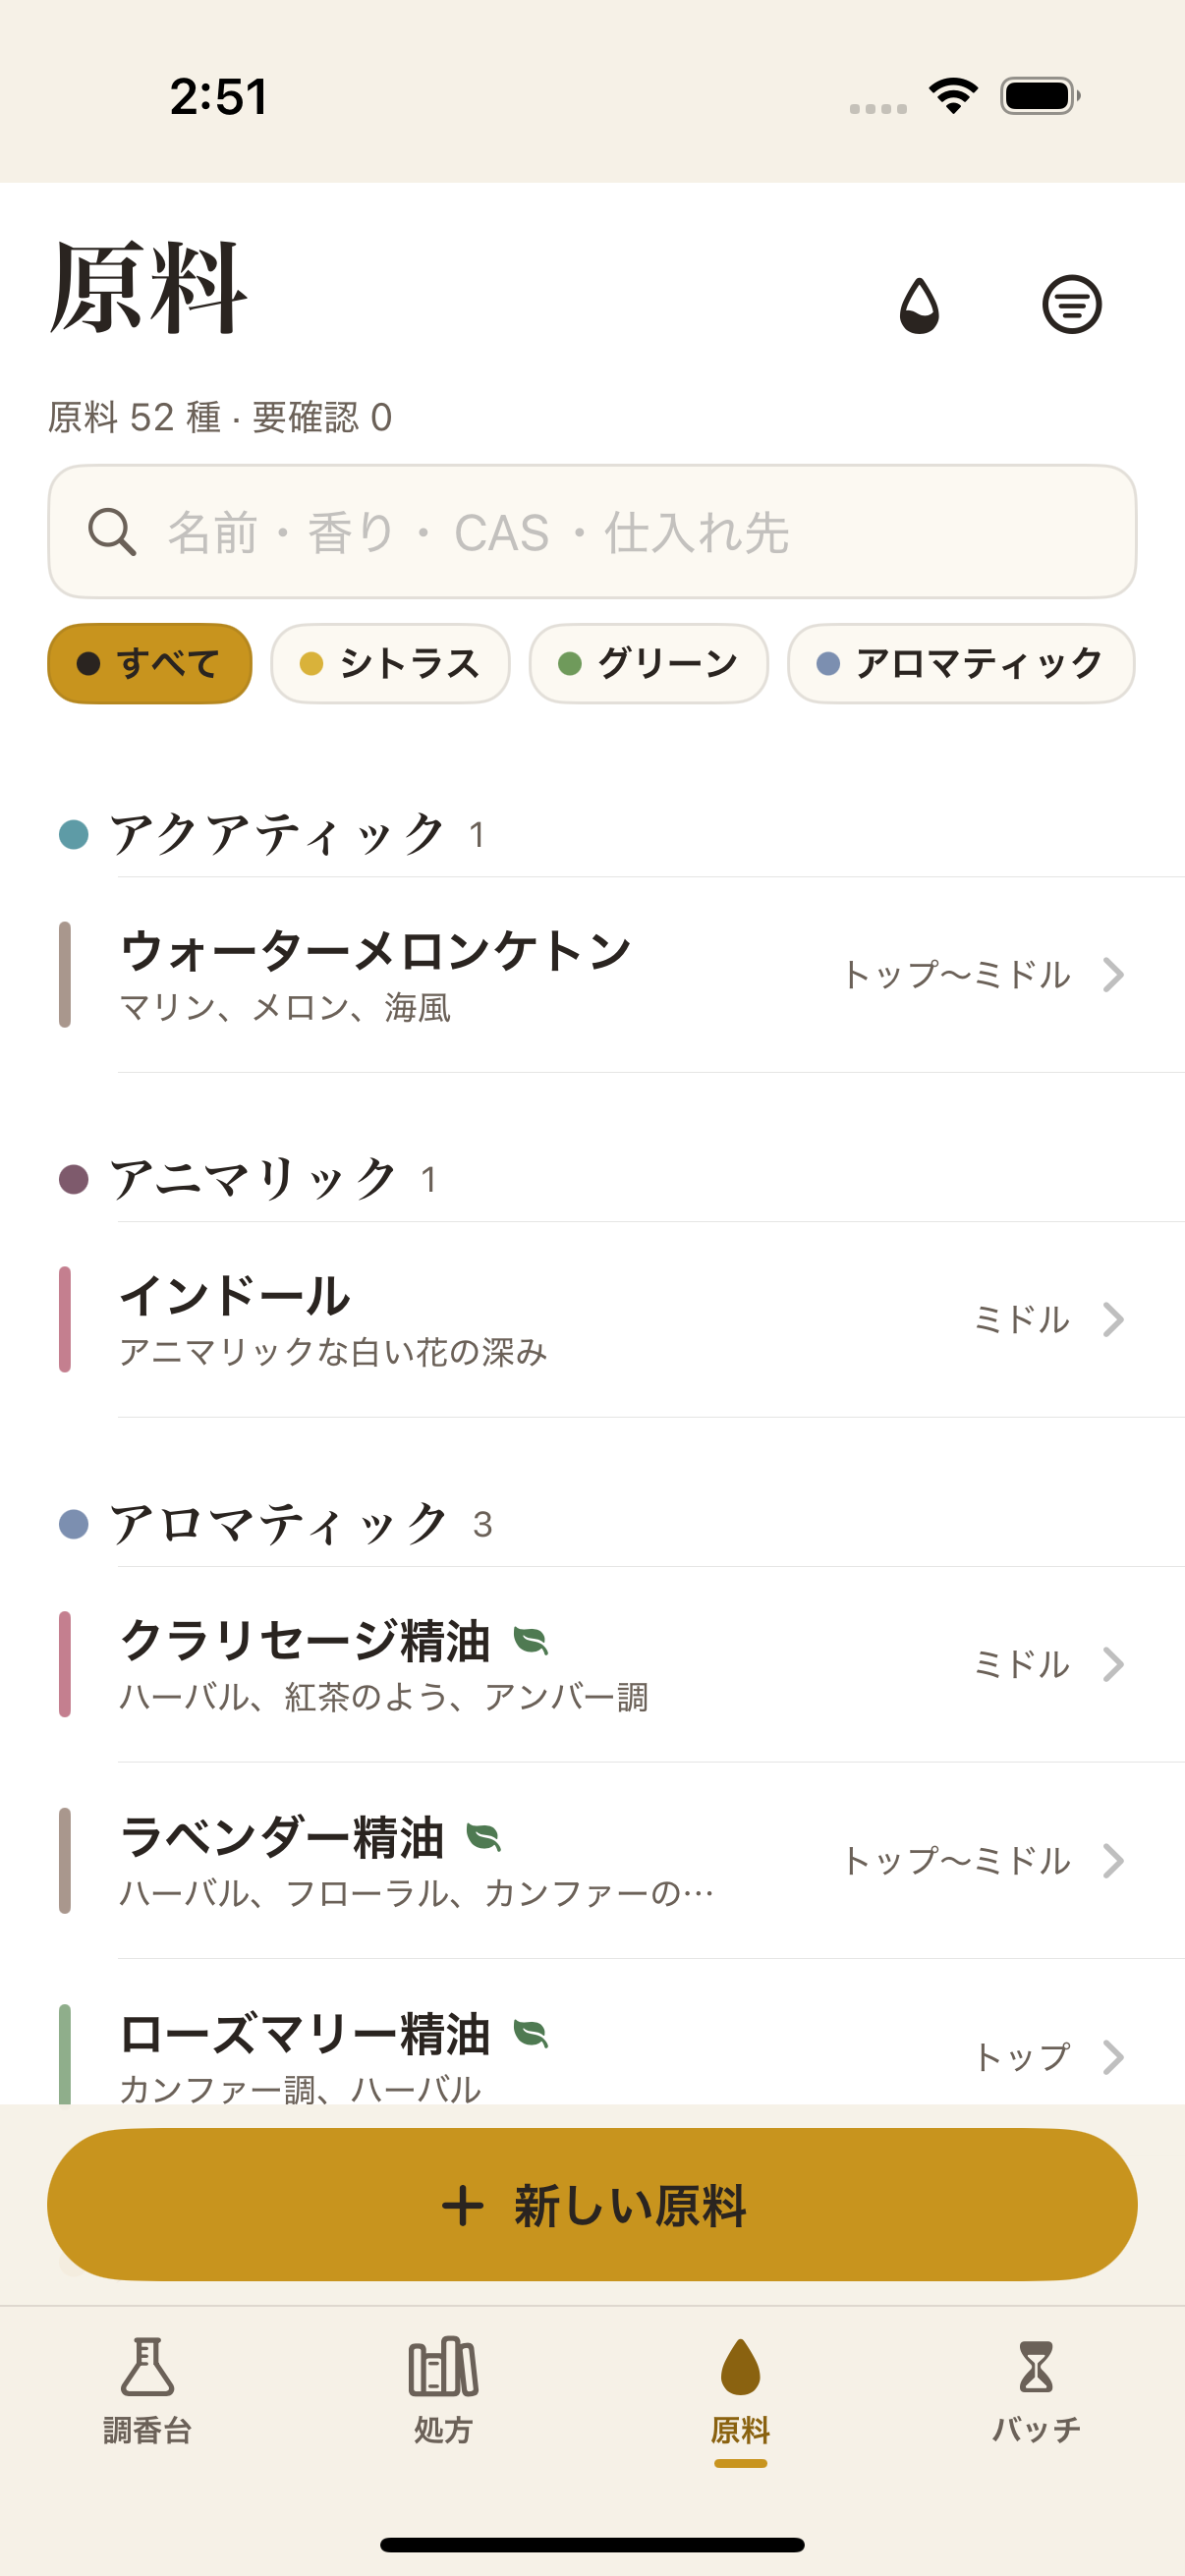 2:51
原料
原料 52 種 · 要確認 0
名前・香り・CAS・仕入れ先
すべて シトラス グリーン アロマティック
アクアティック 1
ウォーターメロンケトン
マリン、メロン、海風
トップ〜ミドル
アニマリック 1
インドール
アニマリックな白い花の深み
ミドル
アロマティック 3
クラリセージ精油
ハーバル、紅茶のよう、アンバー調
ミドル
ラベンダー精油
ハーバル、フローラル、カンファーの…
トップ〜ミドル
ローズマリー精油
カンファー調、ハーバル
トップ
+ 新しい原料
調香台 処方 原料 バッチ